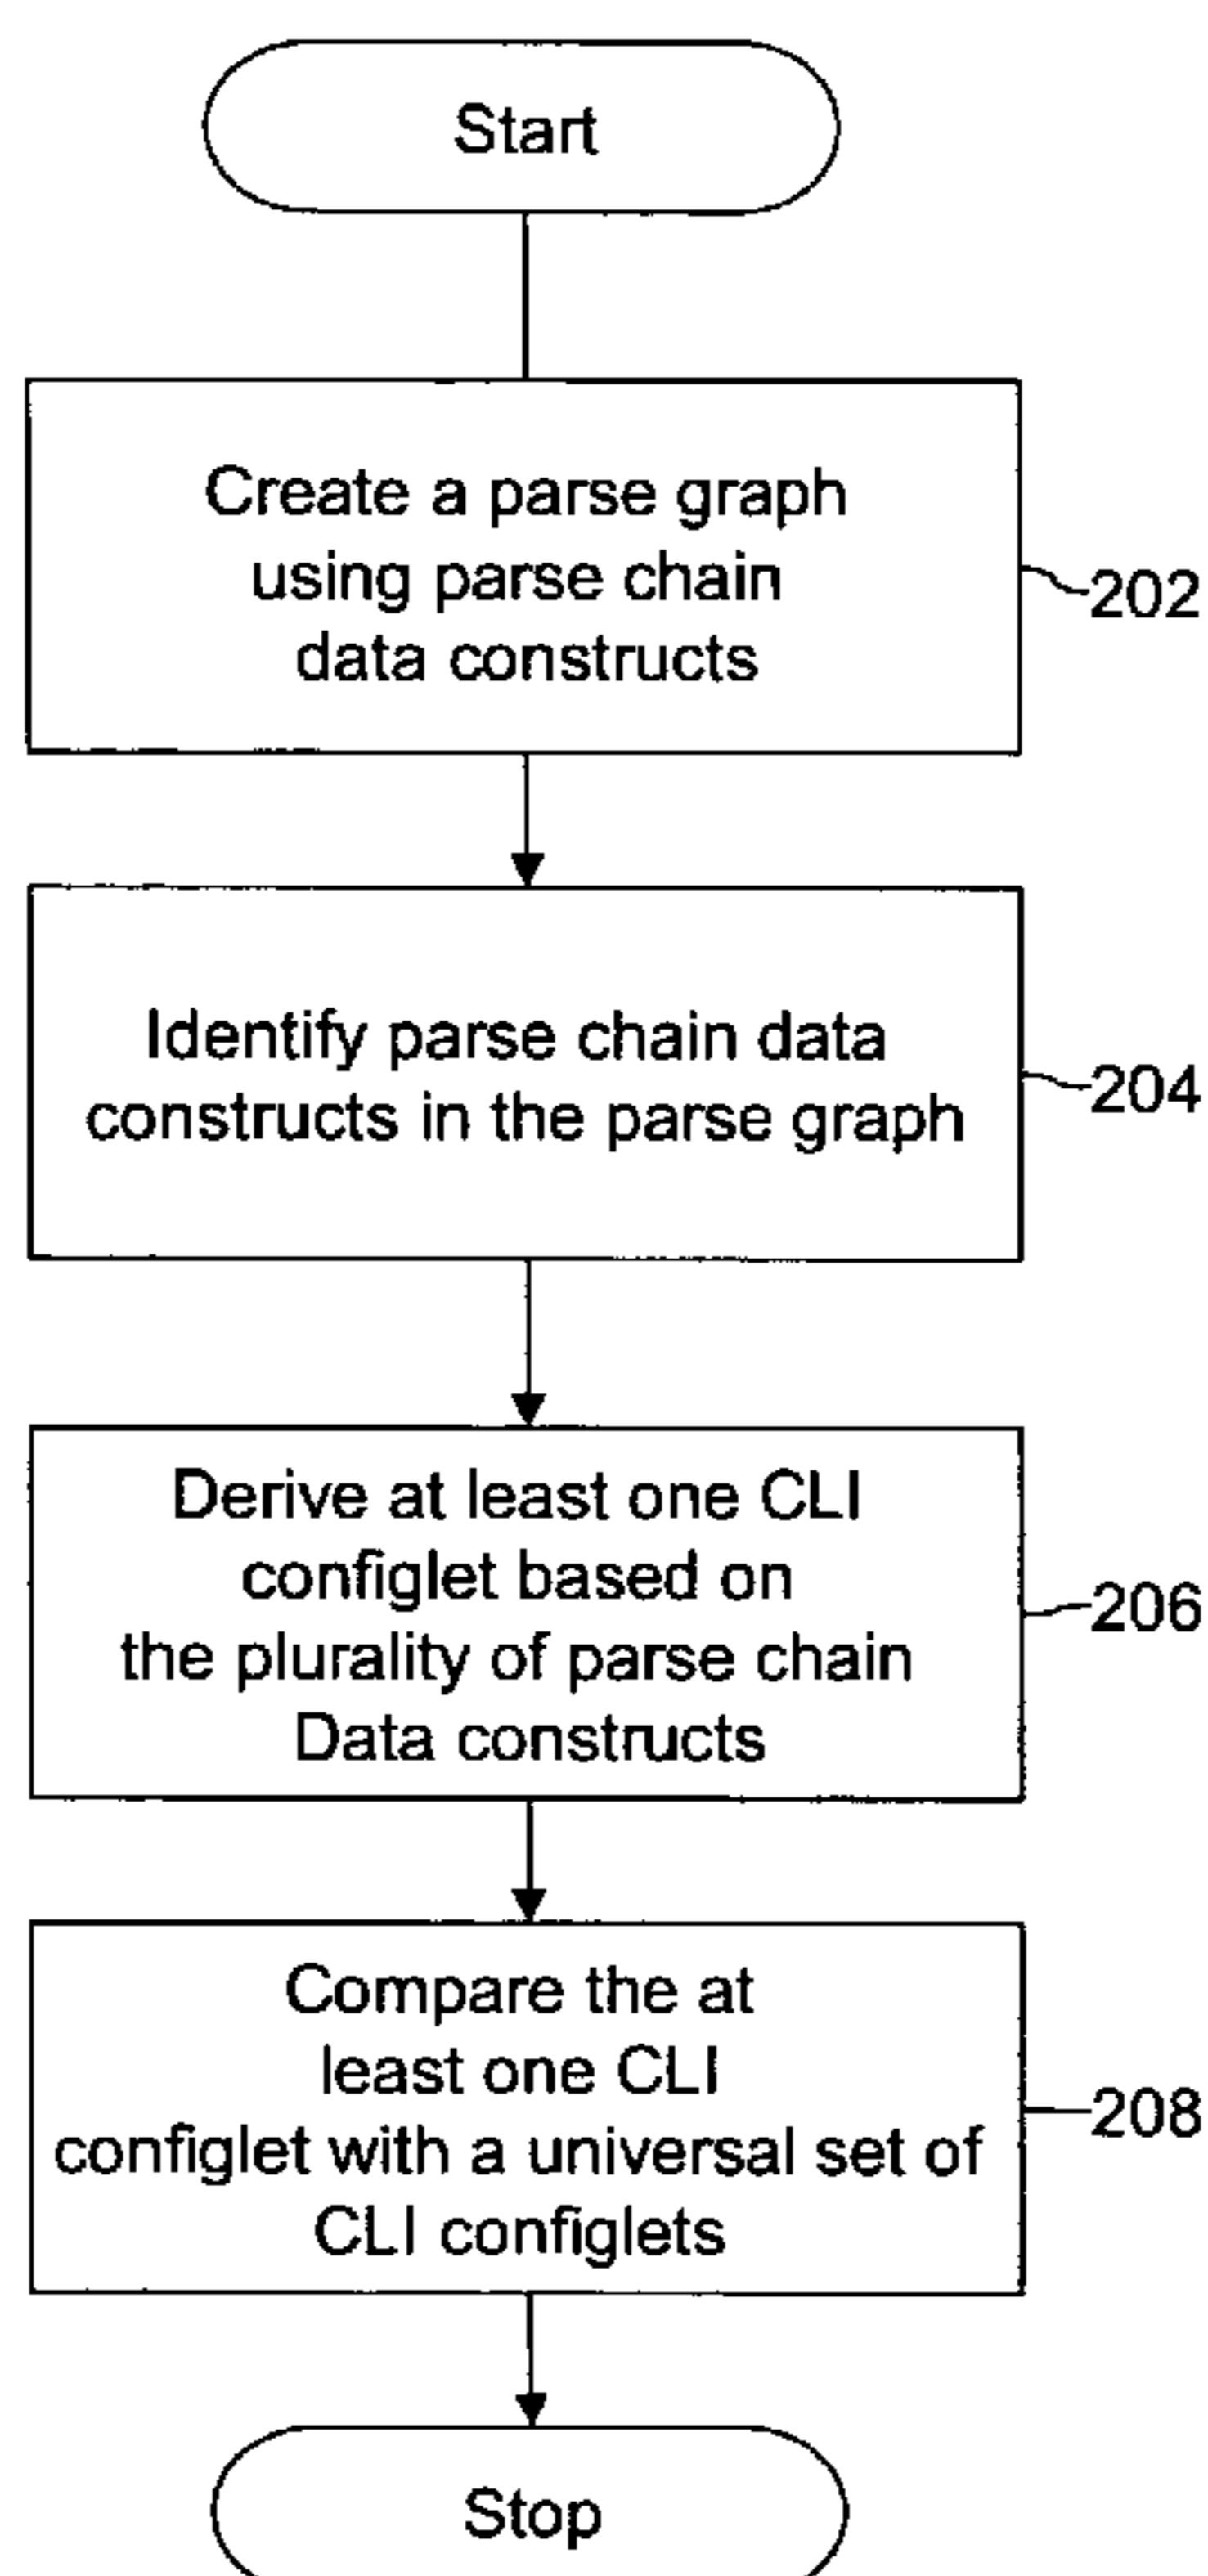 Start
Create a parse graph
using parse chain
data constructs
202
Identify parse chain data
constructs in the parse graph
204
Derive at least one CLI
configlet based on
the plurality of parse chain
Data constructs
206
Compare the at
least one CLI
configlet with a universal set of
CLI configlets
208
Stop